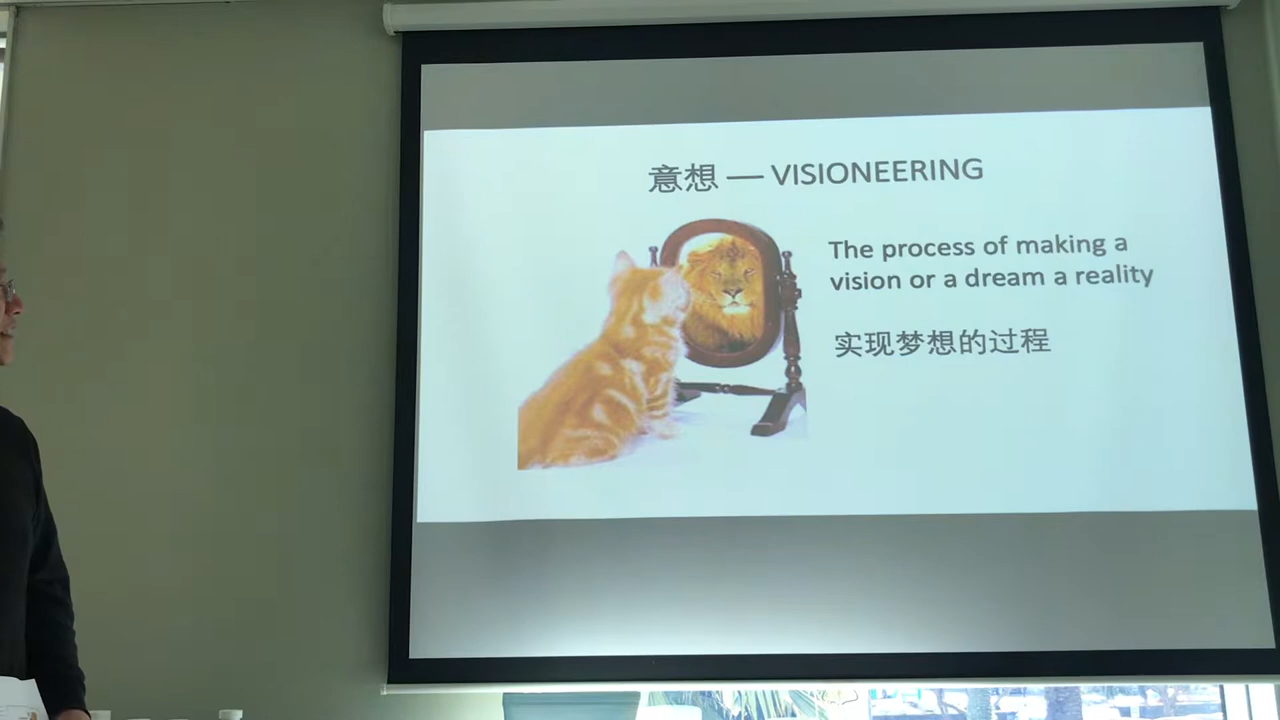 意想 — VISIONEERING
The process of making a
vision or a dream a reality
实现梦想的过程